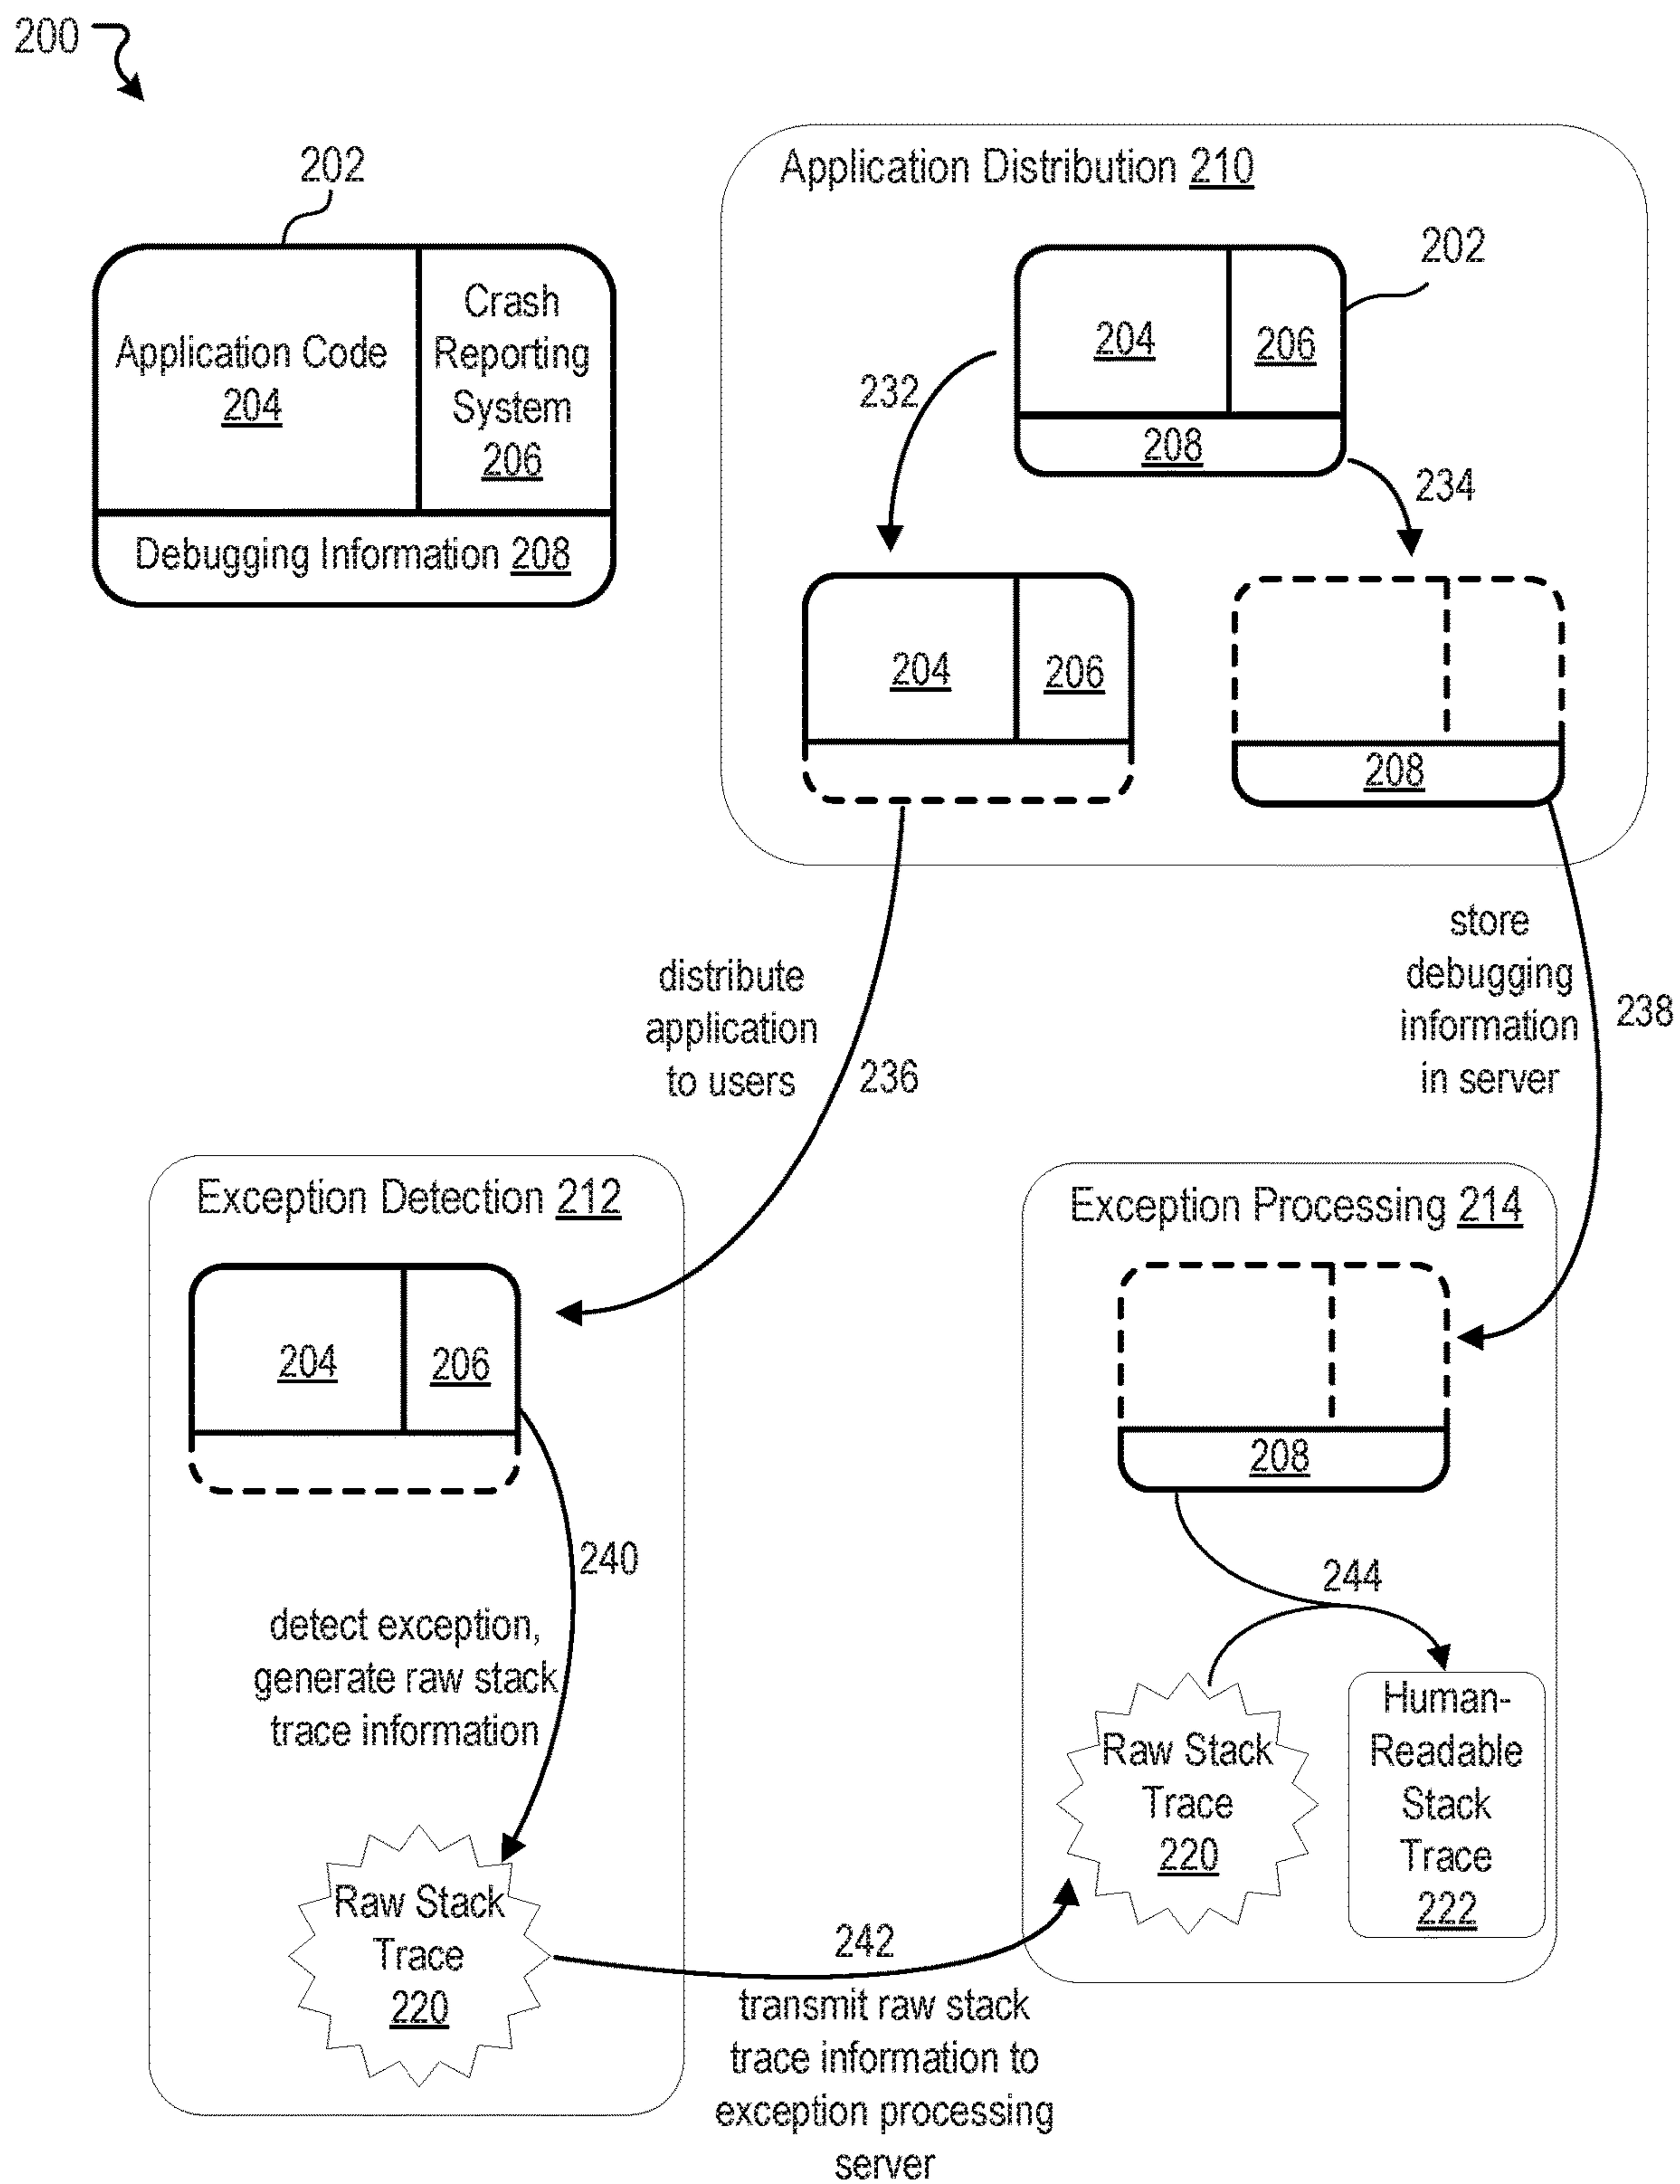 200
202
Application Code
204
Crash
Reporting
System
206
Debugging Information 208
Application Distribution 210
202
204
206
208
232
234
204
206
208
distribute
application
to users
236
store
debugging
information
in server
238
Exception Detection 212
204
206
240
detect exception,
generate raw stack
trace information
Raw Stack
Trace
220
242
transmit raw stack
trace information to
exception processing
server
Exception Processing 214
208
244
Raw Stack
Trace
220
Human-
Readable
Stack
Trace
222